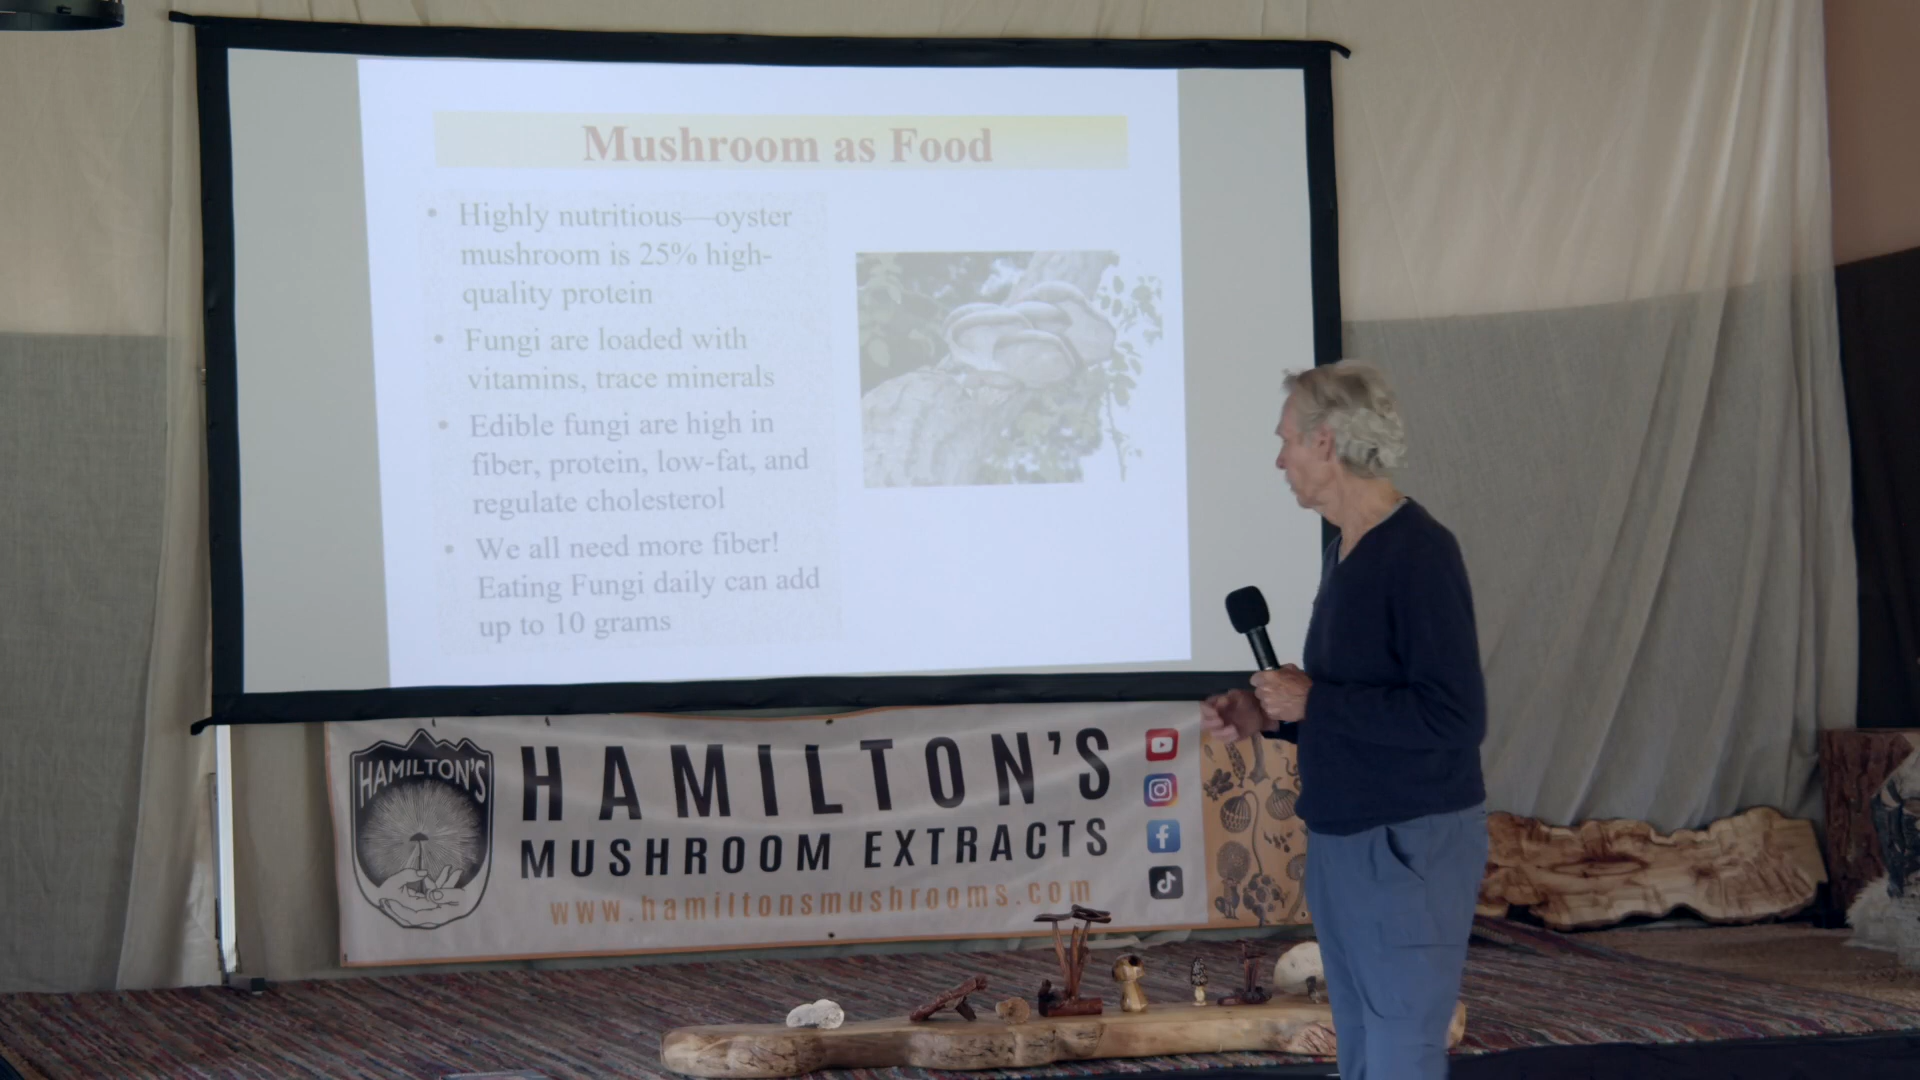 Mushroom as Food
• Highly nutritious—oyster
mushroom is 25% high-
quality protein
• Fungi are loaded with
vitamins, trace minerals
• Edible fungi are high in
fiber, protein, low-fat, and
regulate cholesterol
• We all need more fiber!
Eating Fungi daily can add
up to 10 grams
HAMILTON'S
HAMILTON'S
MUSHROOM EXTRACTS
www.hamiltonsmushrooms.com